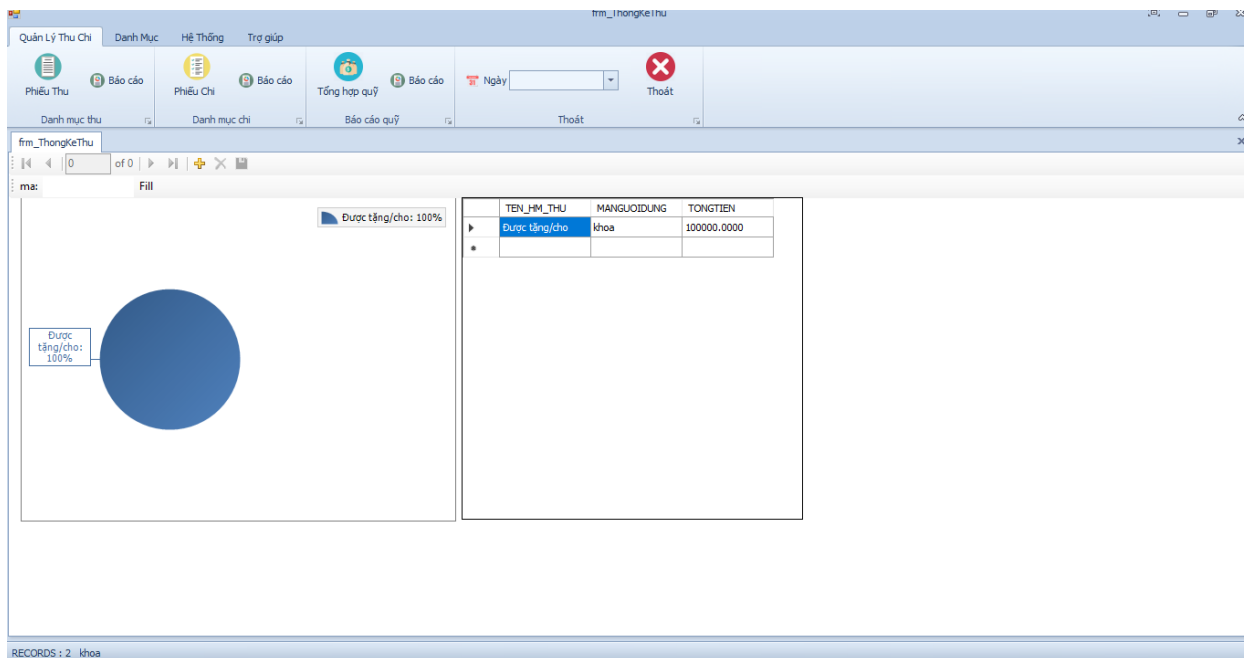 frm_ThongKeThu
Quản Lý Thu Chi Danh Mục Hệ Thống Trợ giúp
Phiếu Thu Báo cáo Phiếu Chi Báo cáo Tổng hợp quỹ Báo cáo Ngày Thoát
Danh mục thu Danh mục chi Báo cáo quỹ Thoát
frm_ThongKeThu
0 of 0
ma: Fill
Được tặng/cho: 100%
Được
tặng/cho:
100%
TEN_HM_THU MANGUOIDUNG TONGTIEN
Được tặng/cho khoa 100000.0000
RECORDS : 2 khoa